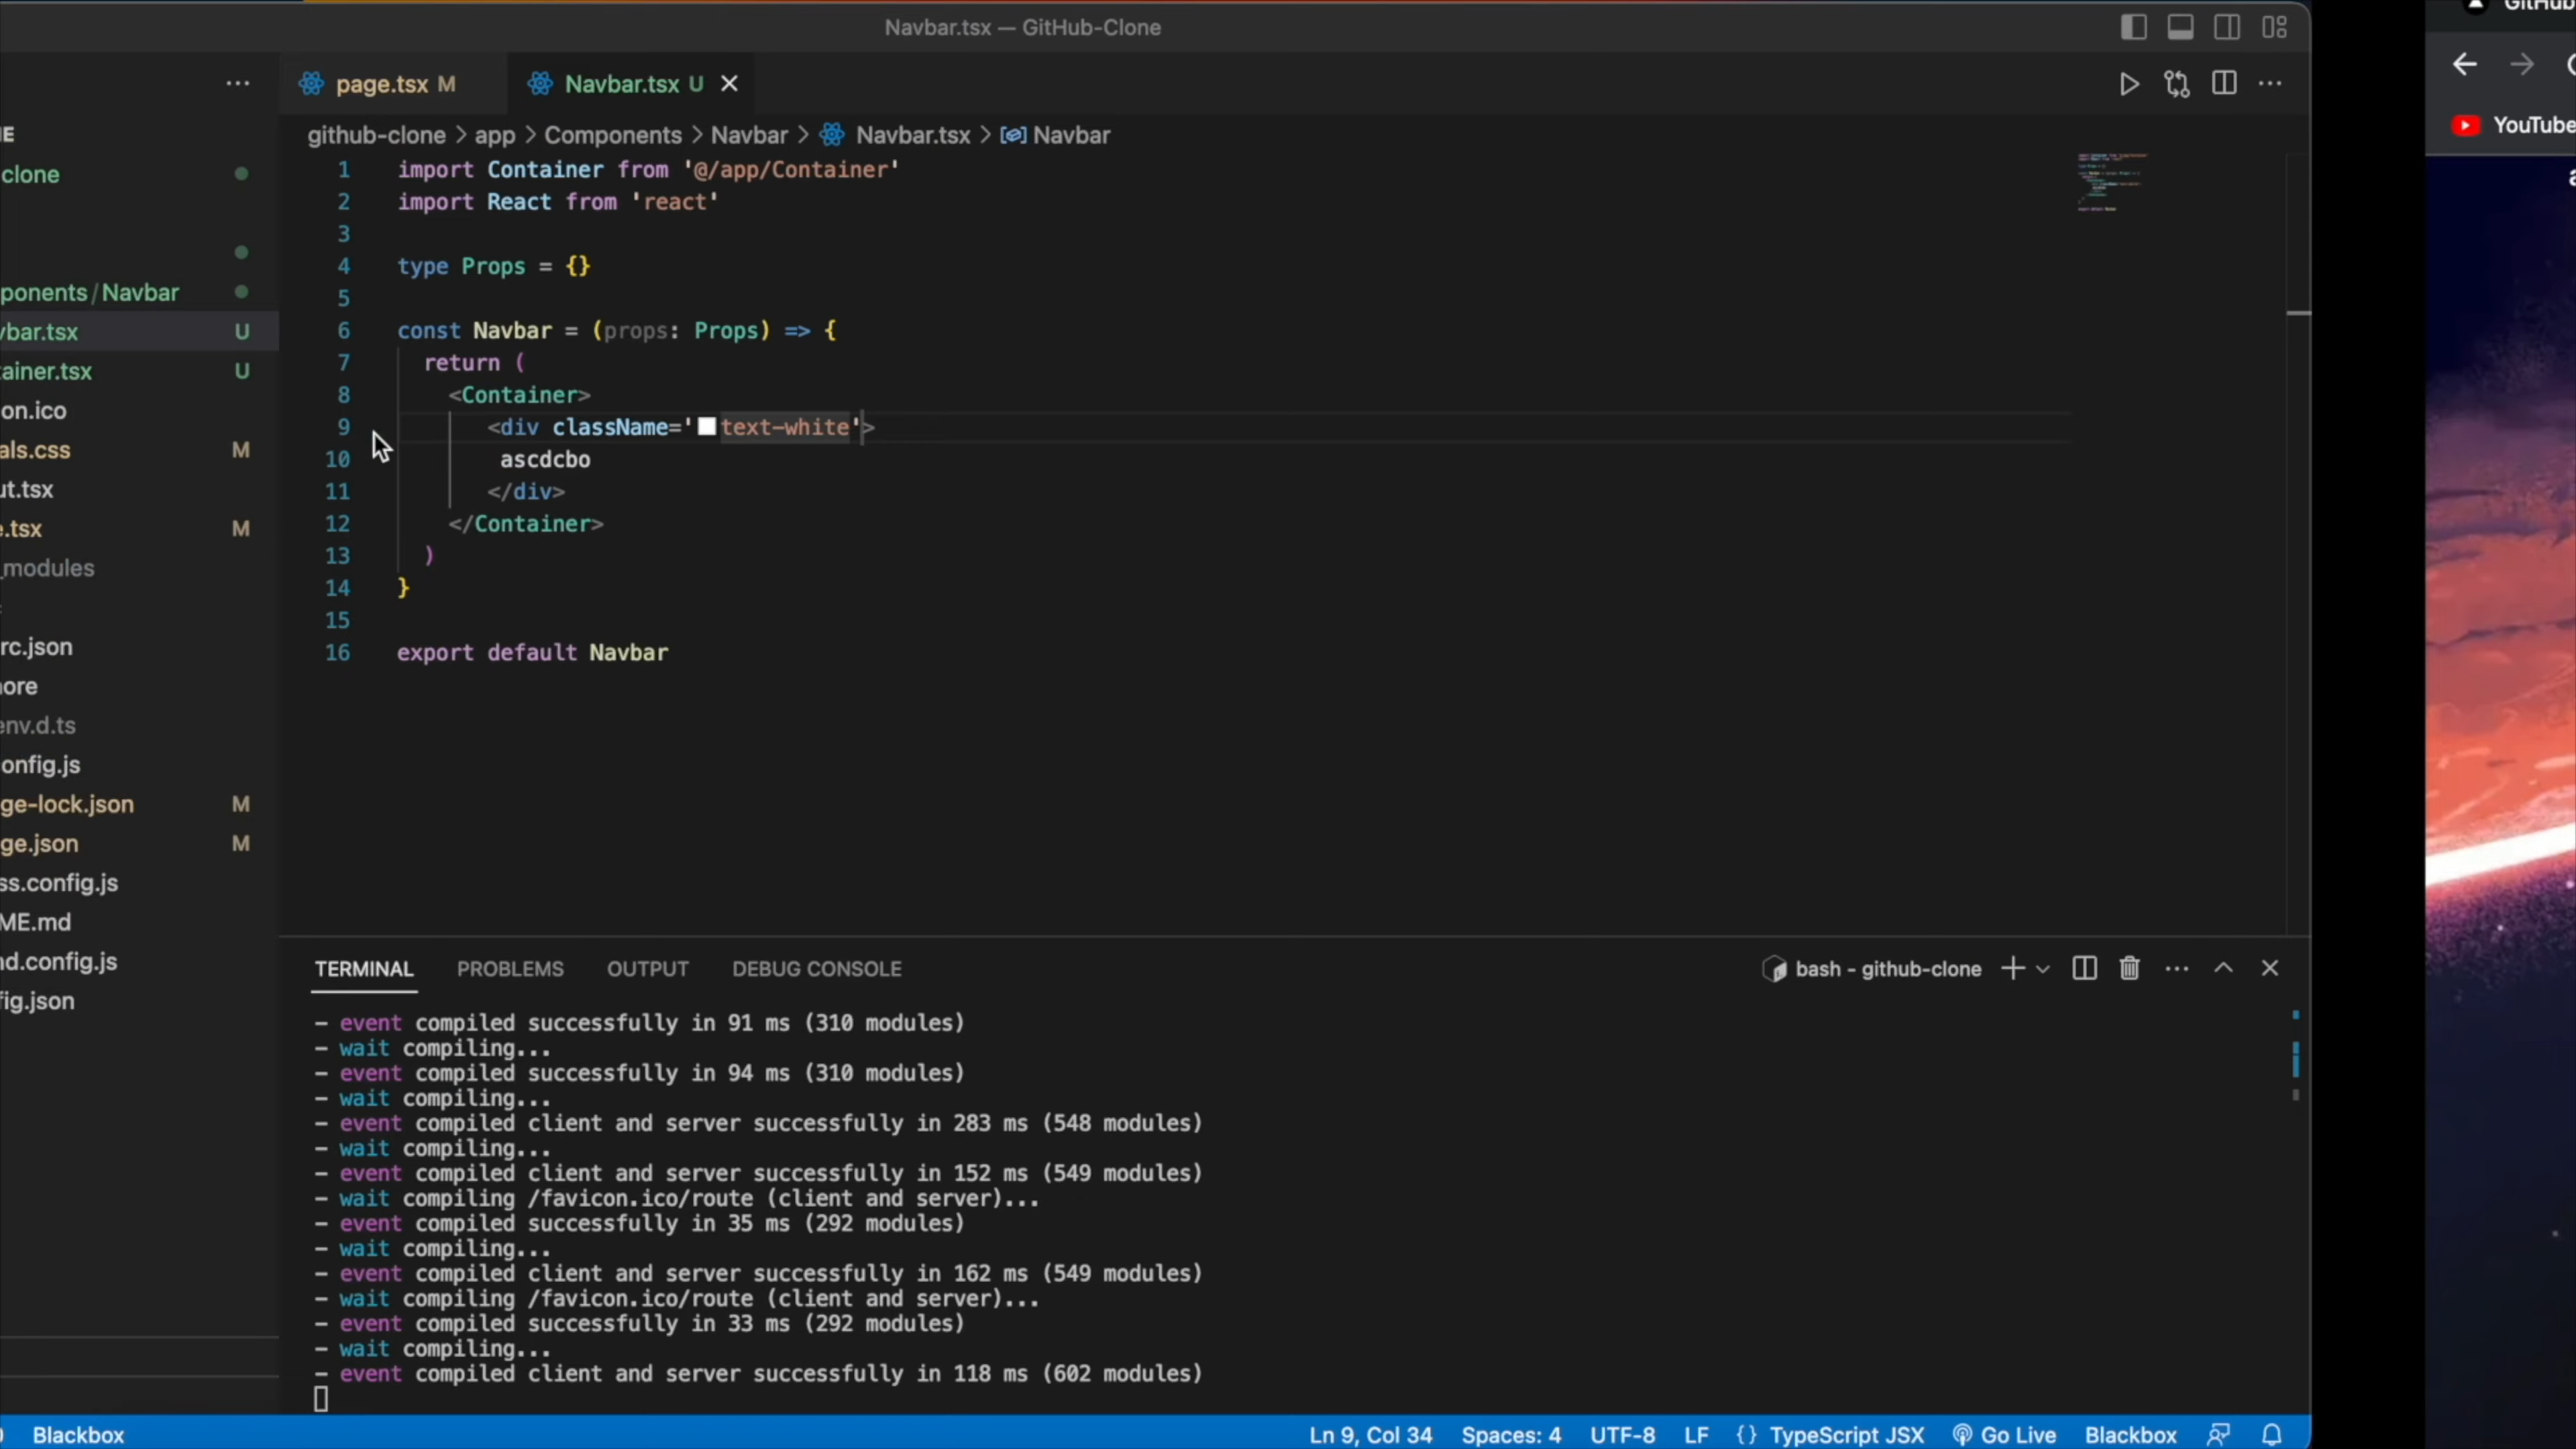 Navbar.tsx — GitHub-Clone
page.tsx M
Navbar.tsx U
github-clone > app > Components > Navbar > Navbar.tsx > Navbar
1 import Container from '@/app/Container'
2 import React from 'react'
3
4 type Props = {}
5
6 const Navbar = (props: Props) => {
7 return (
8 <Container>
9 <div className='text-white'>
10 ascdcbo
11 </div>
12 </Container>
13 )
14 }
15
16 export default Navbar
E
clone
ponents/Navbar
vbar.tsx U
tainer.tsx U
on.ico
als.css M
ut.tsx
e.tsx M
_modules
rc.json
nore
env.d.ts
onfig.js
ge-lock.json M
ge.json M
ss.config.js
ME.md
nd.config.js
fig.json
TERMINAL PROBLEMS OUTPUT DEBUG CONSOLE
bash - github-clone
– event compiled successfully in 91 ms (310 modules)
– wait compiling...
– event compiled successfully in 94 ms (310 modules)
– wait compiling...
– event compiled client and server successfully in 283 ms (548 modules)
– wait compiling...
– event compiled client and server successfully in 152 ms (549 modules)
– wait compiling /favicon.ico/route (client and server)...
– event compiled successfully in 35 ms (292 modules)
– wait compiling...
– event compiled client and server successfully in 162 ms (549 modules)
– wait compiling /favicon.ico/route (client and server)...
– event compiled successfully in 33 ms (292 modules)
– wait compiling...
– event compiled client and server successfully in 118 ms (602 modules)
Blackbox
Ln 9, Col 34 Spaces: 4 UTF-8 LF {} TypeScript JSX Go Live Blackbox
GitHub
YouTube